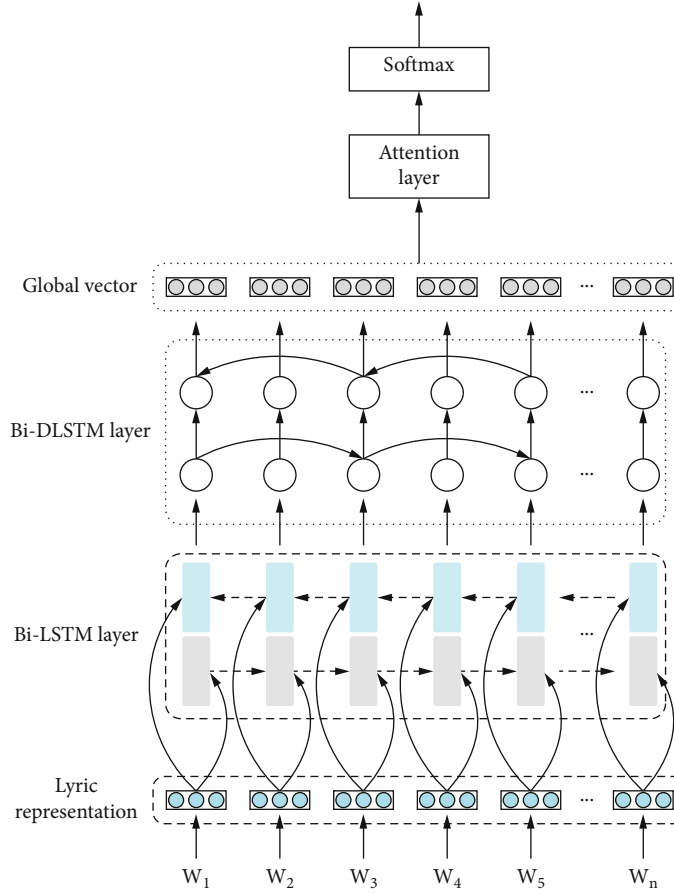 Softmax
Attention
layer
Global vector
...
Bi-DLSTM layer
...
...
Bi-LSTM layer
...
Lyric
representation
...
W₁ W₂ W₃ W₄ W₅ Wₙ